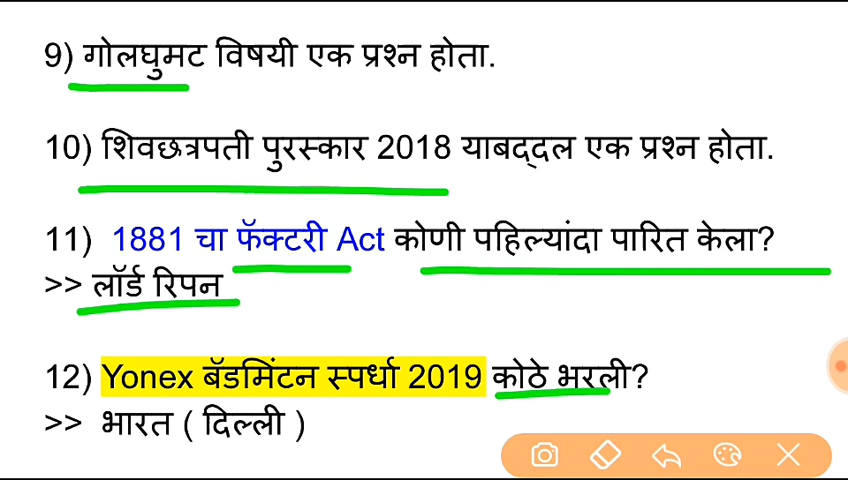 9) गोलघुमट विषयी एक प्रश्न होता.
10) शिवछत्रपती पुरस्कार 2018 याबद्दल एक प्रश्न होता.
11) 1881 चा फॅक्टरी Act कोणी पहिल्यांदा पारित केला?
>> लॉर्ड रिपन
12) Yonex बॅडमिंटन स्पर्धा 2019 कोठे भरली?
>> भारत ( दिल्ली )